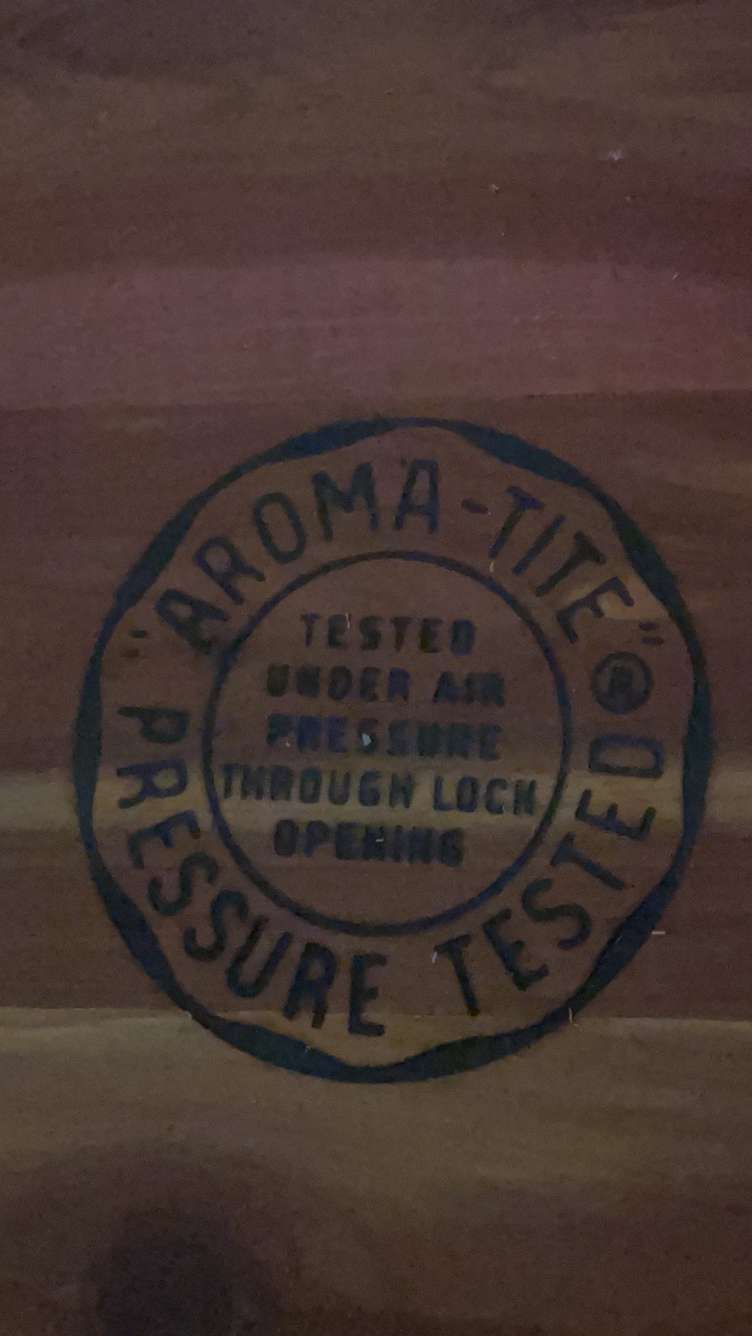 "AROMA-TITE"®
TESTED
UNDER AIR
PRESSURE
THROUGH LOCK
OPENING
PRESSURE TESTED